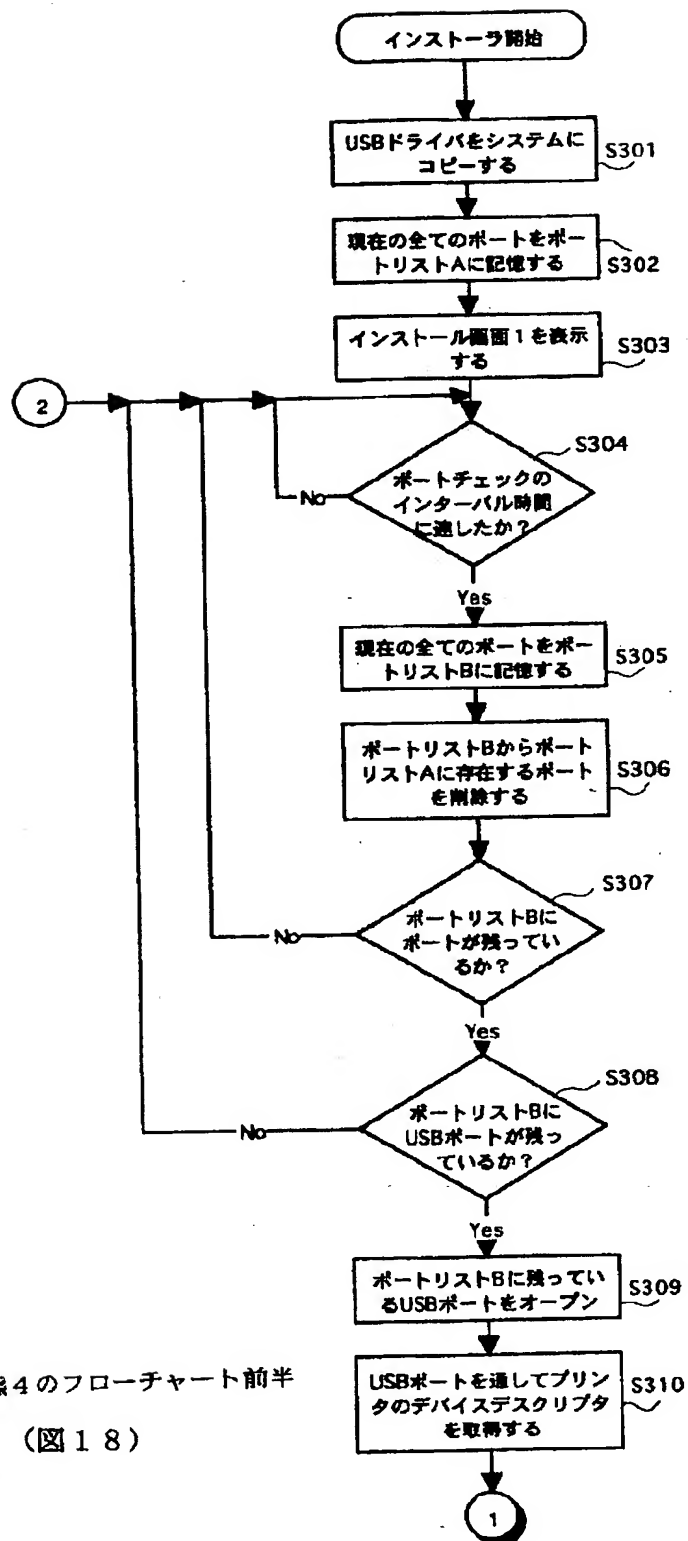 インストーラ開始
USBドライバをシステムに
コピーする
S301
現在の全てのポートをポー
トリストAに記憶する
S302
インストール画面1を表示
する
S303
2
S304
ポートチェックの
インターバル時間
に達したか?
No
Yes
現在の全てのポートをポー
トリストBに記憶する
S305
ポートリストBからポート
リストAに存在するポート
を削除する
S306
S307
ポートリストBに
ポートが残ってい
るか?
No
Yes
S308
ポートリストBに
USBポートが残っ
ているか?
No
Yes
ポートリストBに残ってい
るUSBポートをオープン
S309
USBポートを通してプリン
タのデバイスデスクリプタ
を取得する
S310
4のフローチャート前半
(図18)
1